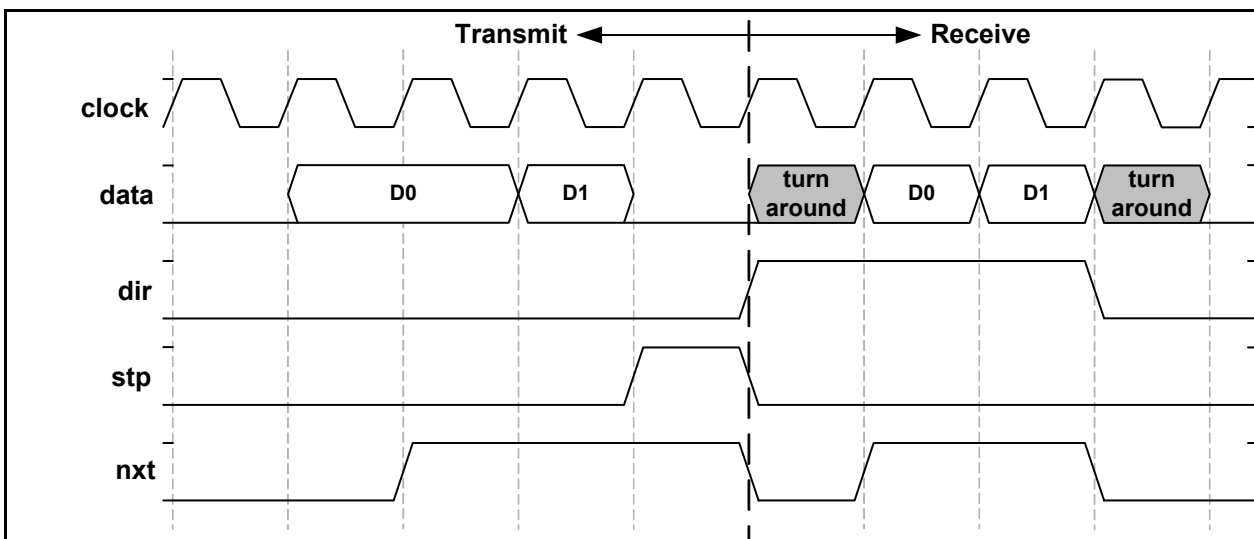 Transmit Receive
clock
data D0 D1 turn around D0 D1 turn around
dir
stp
nxt